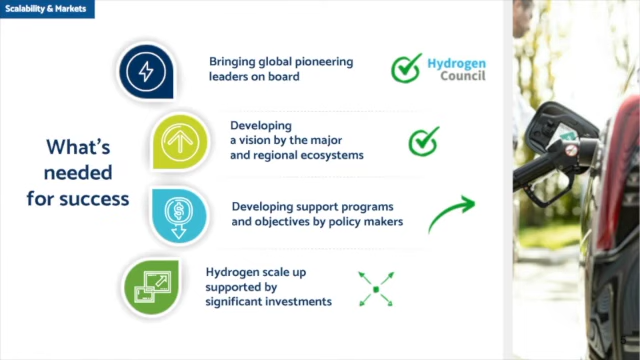 Scalability & Markets
What's
needed
for success
Bringing global pioneering
leaders on board
Hydrogen
Council
Developing
a vision by the major
and regional ecosystems
Developing support programs
and objectives by policy makers
Hydrogen scale up
supported by
significant investments